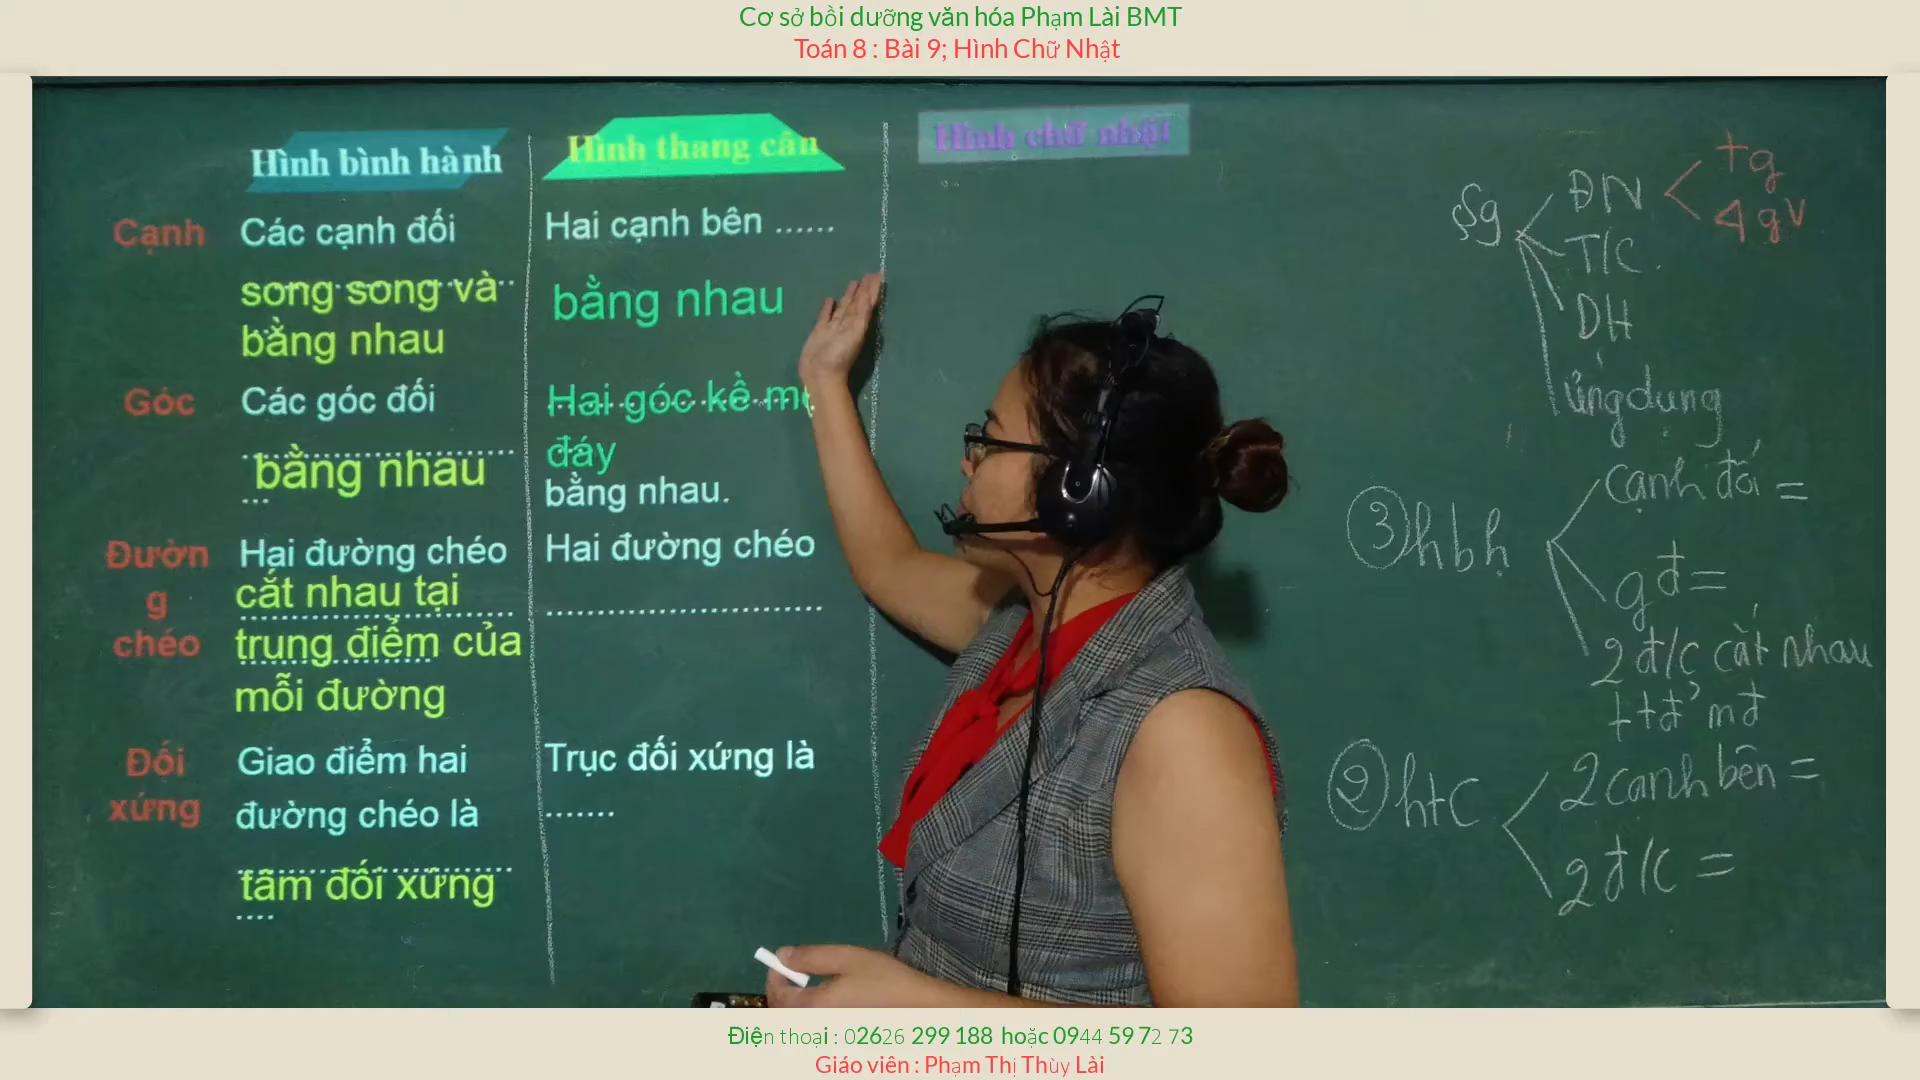 Cơ sở bồi dưỡng văn hóa Phạm Lài BMT
Toán 8 : Bài 9; Hình Chữ Nhật
Hình bình hành
Hình thang cân
Hình chữ nhật
Cạnh
Các cạnh đối
song song và
bằng nhau
Hai cạnh bên ......
bằng nhau
Góc
Các góc đối
bằng nhau
Hai góc kề
đáy
bằng nhau.
Đườn
g
chéo
Hai đường chéo
cắt nhau tại
trung điểm của
mỗi đường
Hai đường chéo
Đối
xứng
Giao điểm hai
đường chéo là
tâm đối xứng
Trục đối xứng là
.......
ĐN
tg
4 gv
T/C
DH
ứng dụng
③ hbh
cạnh đối =
gđ =
2 đ/c cắt nhau
t tđ' mđ
② htc
2 cạnh bên =
2 đ/c =
Điện thoại : 02626 299 188 hoặc 0944 59 72 73
Giáo viên : Phạm Thị Thùy Lài